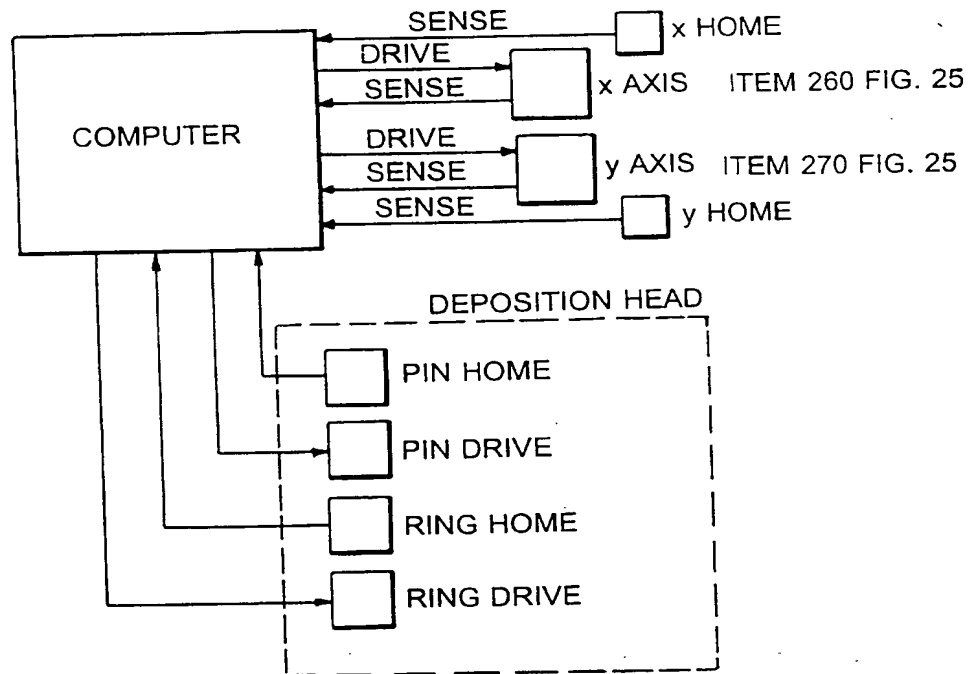 SENSE
x HOME
DRIVE
SENSE
x AXIS ITEM 260 FIG. 25
COMPUTER
DRIVE
SENSE
y AXIS ITEM 270 FIG. 25
SENSE
y HOME
DEPOSITION HEAD
PIN HOME
PIN DRIVE
RING HOME
RING DRIVE